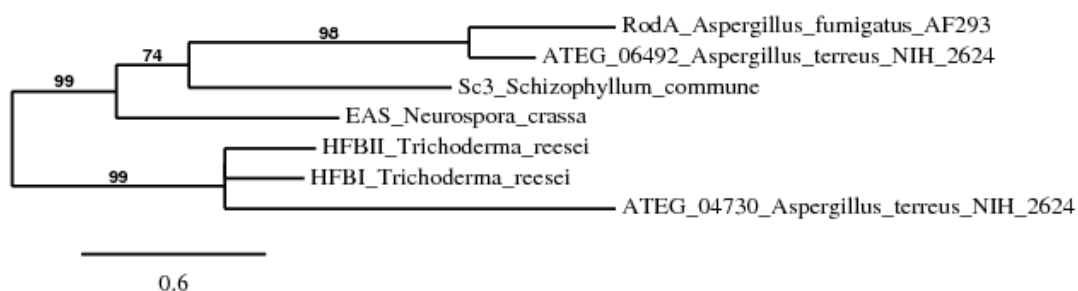 RodA_Aspergillus_fumigatus_AF293
98
ATEG_06492_Aspergillus_terreus_NIH_2624
74
Sc3_Schizophyllum_commune
99
EAS_Neurospora_crassa
HFBII_Trichoderma_reesei
99
HFBI_Trichoderma_reesei
ATEG_04730_Aspergillus_terreus_NIH_2624
0.6